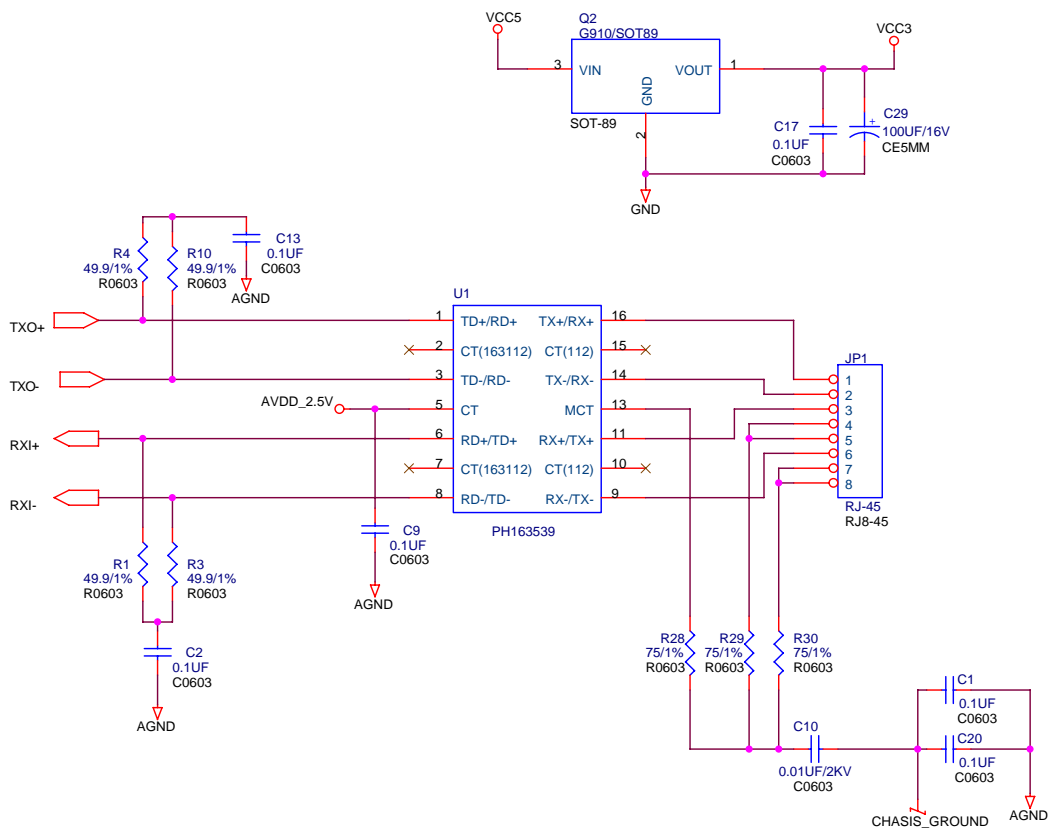 VCC5
Q2
G910/SOT89
VCC3
3
VIN
VOUT
1
GND
2
SOT-89
C17
0.1UF
C0603
+
C29
100UF/16V
CE5MM
GND
R4
49.9/1%
R0603
R10
49.9/1%
R0603
C13
0.1UF
C0603
AGND
TXO+
TXO-
RXI+
RXI-
AVDD_2.5V
U1
1
TD+/RD+
TX+/RX+
16
2
CT(163112)
CT(112)
15
3
TD-/RD-
TX-/RX-
14
5
CT
MCT
13
6
RD+/TD+
RX+/TX+
11
7
CT(163112)
CT(112)
10
8
RD-/TD-
RX-/TX-
9
PH163539
JP1
1
2
3
4
5
6
7
8
RJ-45
RJ8-45
C9
0.1UF
C0603
AGND
R1
49.9/1%
R0603
R3
49.9/1%
R0603
C2
0.1UF
C0603
AGND
R28
75/1%
R0603
R29
75/1%
R0603
R30
75/1%
R0603
C10
0.01UF/2KV
C0603
C1
0.1UF
C0603
C20
0.1UF
C0603
CHASIS_GROUND
AGND